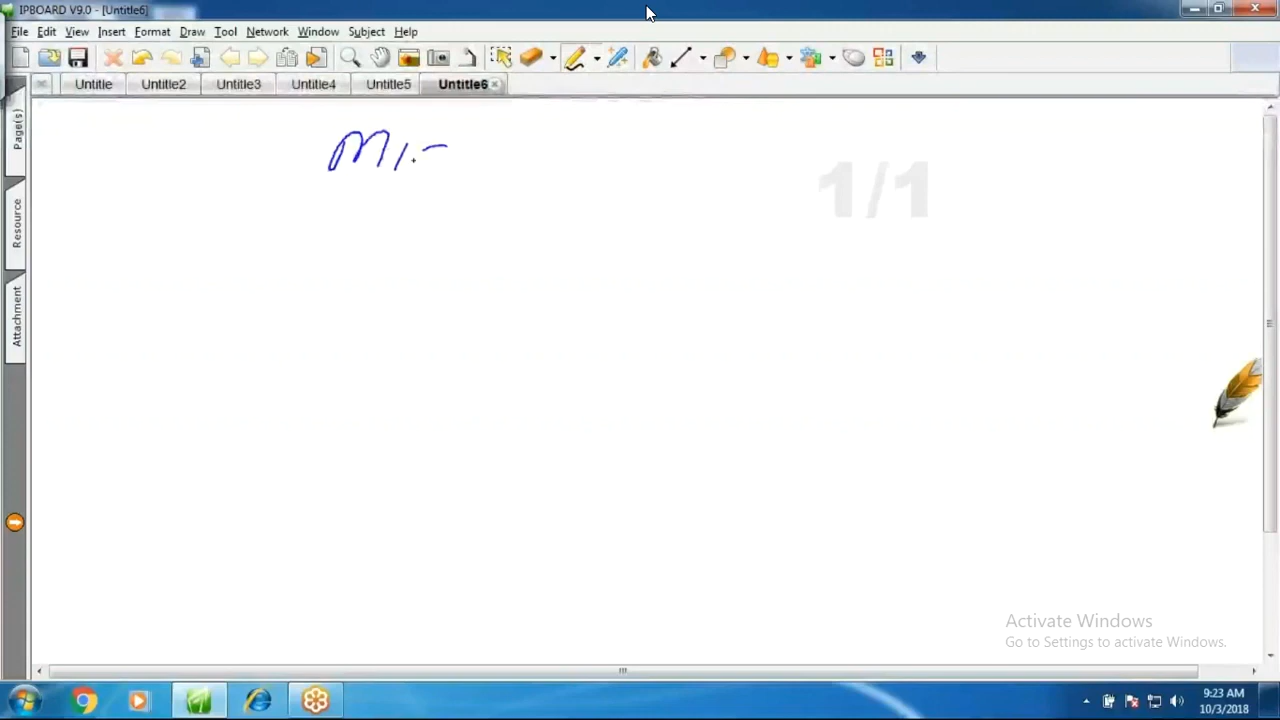 IPBOARD V9.0 - [Untitle6]
File Edit View Insert Format Draw Tool Network Window Subject Help
Untitle Untitle2 Untitle3 Untitle4 Untitle5 Untitle6
M1:-
1/1
Page(s)
Resource
Attachment
Activate Windows
Go to Settings to activate Windows.
9:23 AM
10/3/2018